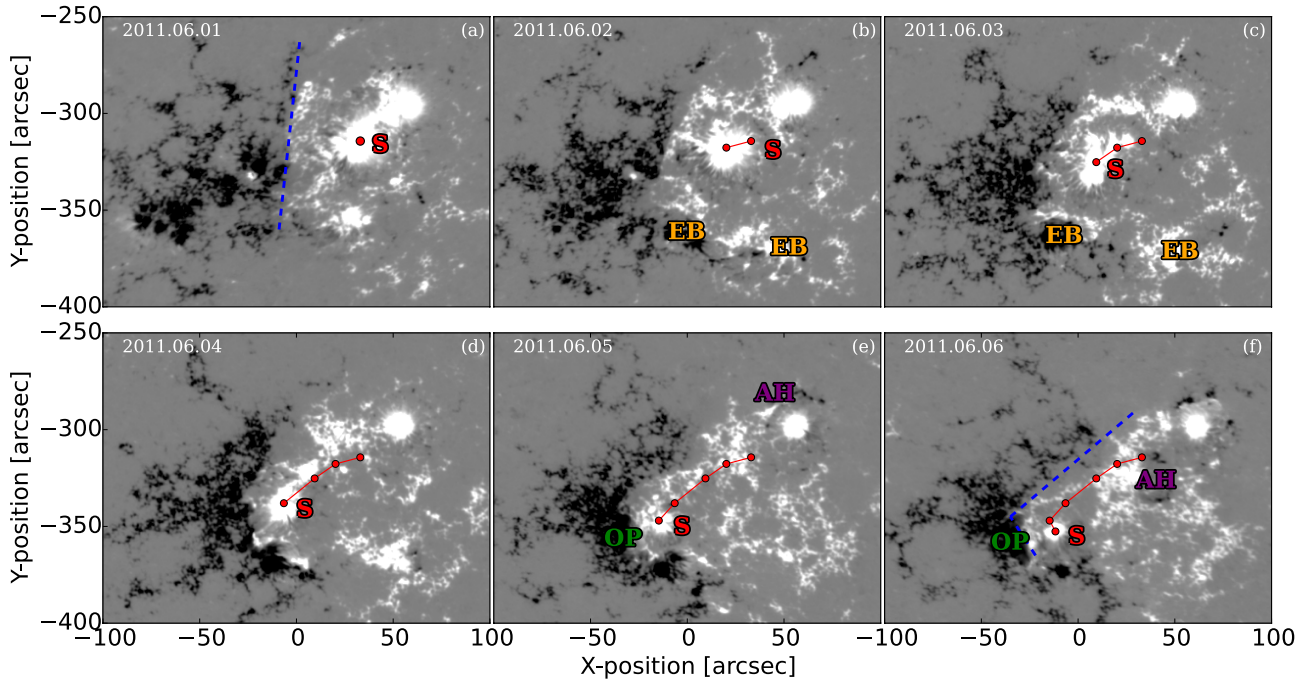 2011.06.01 (a)
2011.06.02 (b)
2011.06.03 (c)
−250
−300
−350
−400
Y-position [arcsec]
S
S
EB
EB
S
EB
EB
2011.06.04 (d)
2011.06.05 (e)
2011.06.06 (f)
−250
−300
−350
−400
Y-position [arcsec]
S
AH
OP
S
AH
OP
S
−100 −50 0 50 100
−50 0 50 −100
−50 0 50 100
X-position [arcsec]